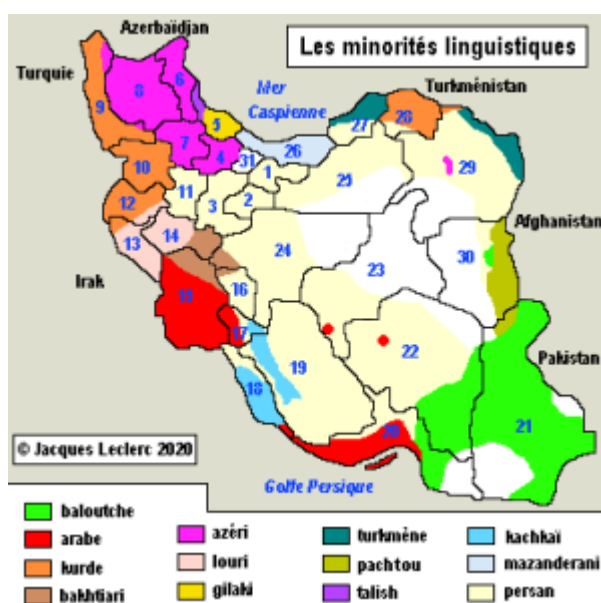 Azerbaïdjan
Les minorités linguistiques
Turquie
Mer
Caspienne
Turkménistan
6
8
9
5
7
4
31
26
27
28
10
1
25
29
11
2
3
12
14
13
24
Afghanistan
30
23
Irak
15
16
17
22
Pakistan
19
18
21
20
© Jacques Leclerc 2020
Golfe Persique
baloutche
azéri
turkmène
kachkaï
arabe
louri
pachtou
mazanderani
kurde
gilaki
talish
persan
bakhtiari